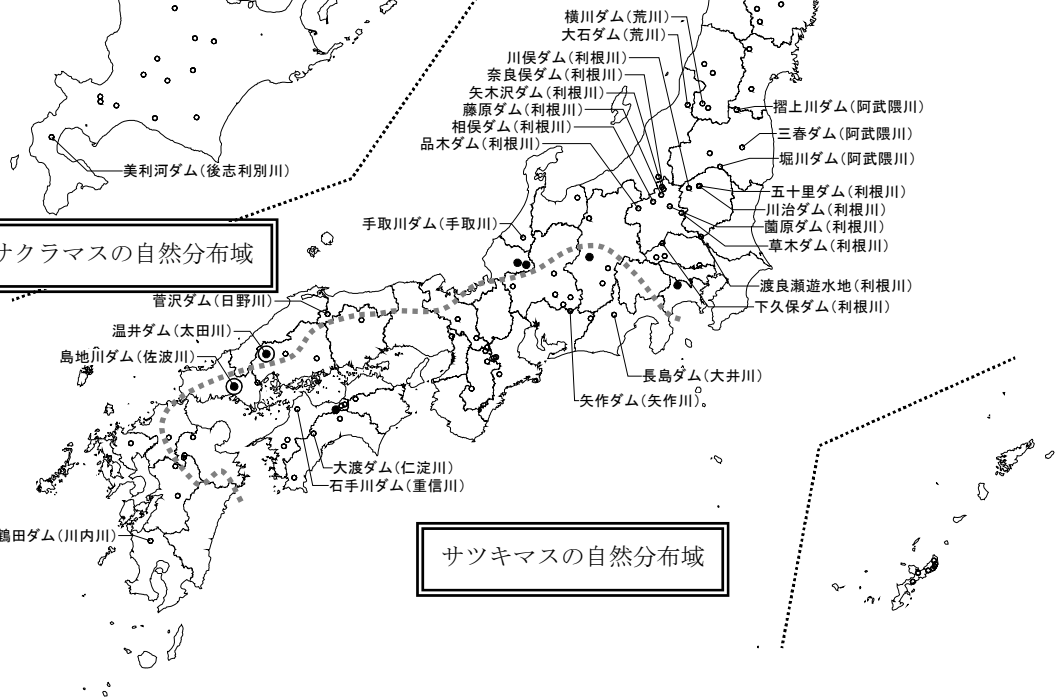 横川ダム(荒川)
大石ダム(荒川)
川俣ダム(利根川)
奈良俣ダム(利根川)
矢木沢ダム(利根川)
藤原ダム(利根川)
相俣ダム(利根川)
品木ダム(利根川)
摺上川ダム(阿武隈川)
三春ダム(阿武隈川)
堀川ダム(阿武隈川)
美利河ダム(後志利別川)
五十里ダム(利根川)
川治ダム(利根川)
薗原ダム(利根川)
草木ダム(利根川)
手取川ダム(手取川)
サクラマスの自然分布域
渡良瀬遊水地(利根川)
下久保ダム(利根川)
菅沢ダム(日野川)
温井ダム(太田川)
島地川ダム(佐波川)
長島ダム(大井川)
矢作ダム(矢作川)。
大渡ダム(仁淀川)
石手川ダム(重信川)
鶴田ダム(川内川)
サツキマスの自然分布域